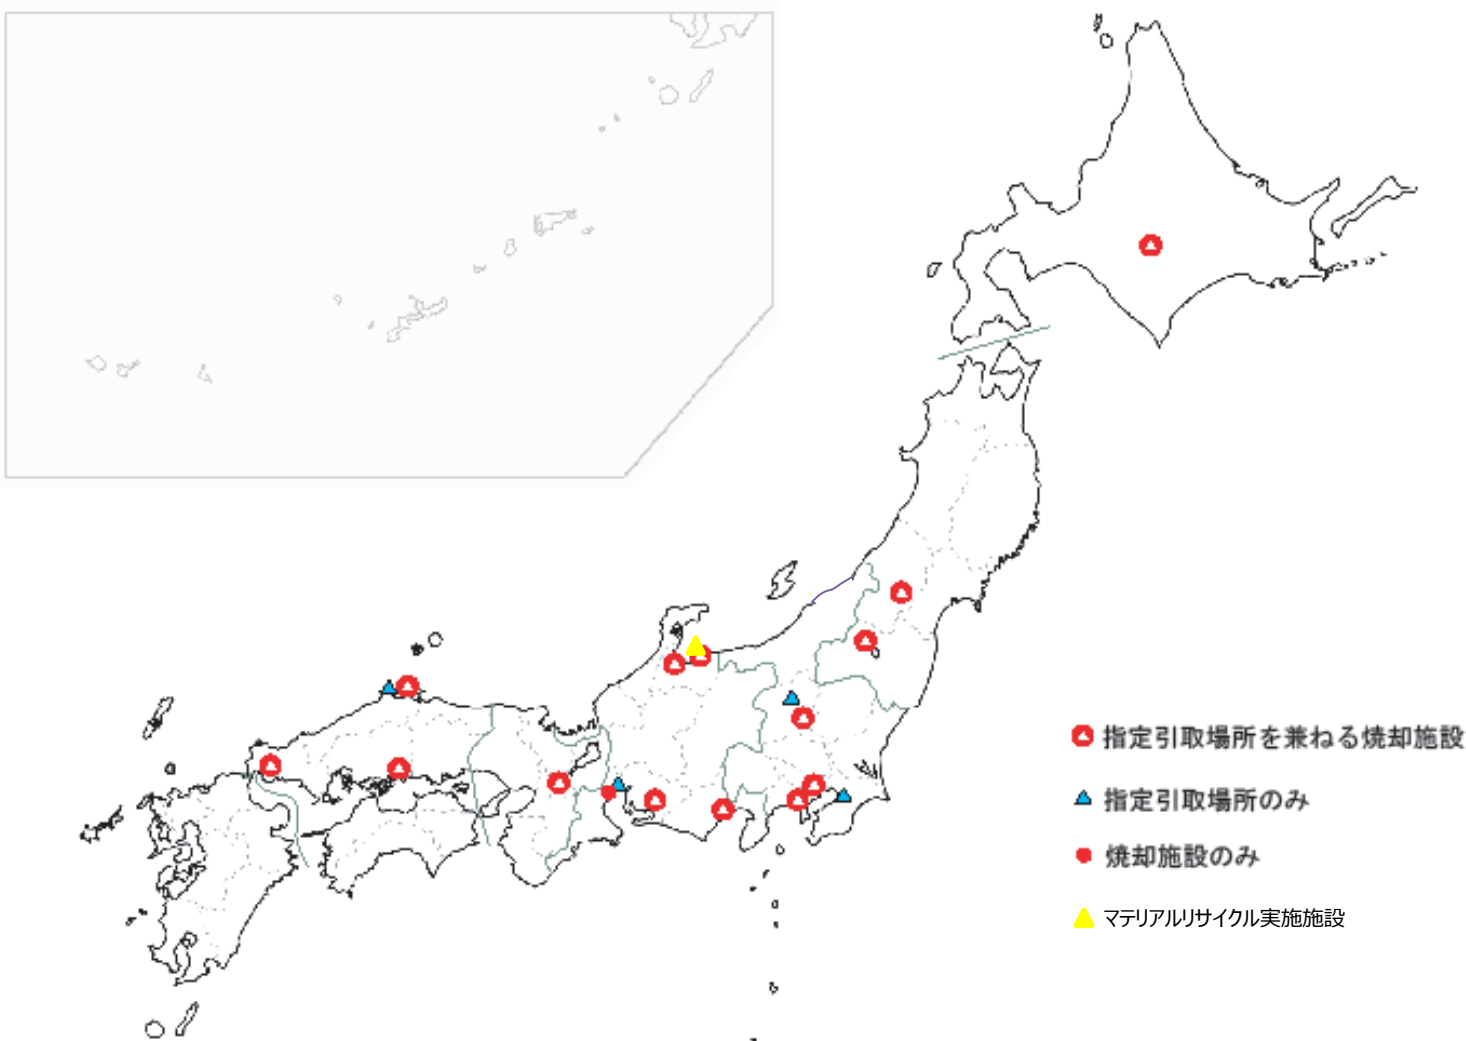 指定引取場所を兼ねる焼却施設
指定引取場所のみ
焼却施設のみ
マテリアルリサイクル実施施設